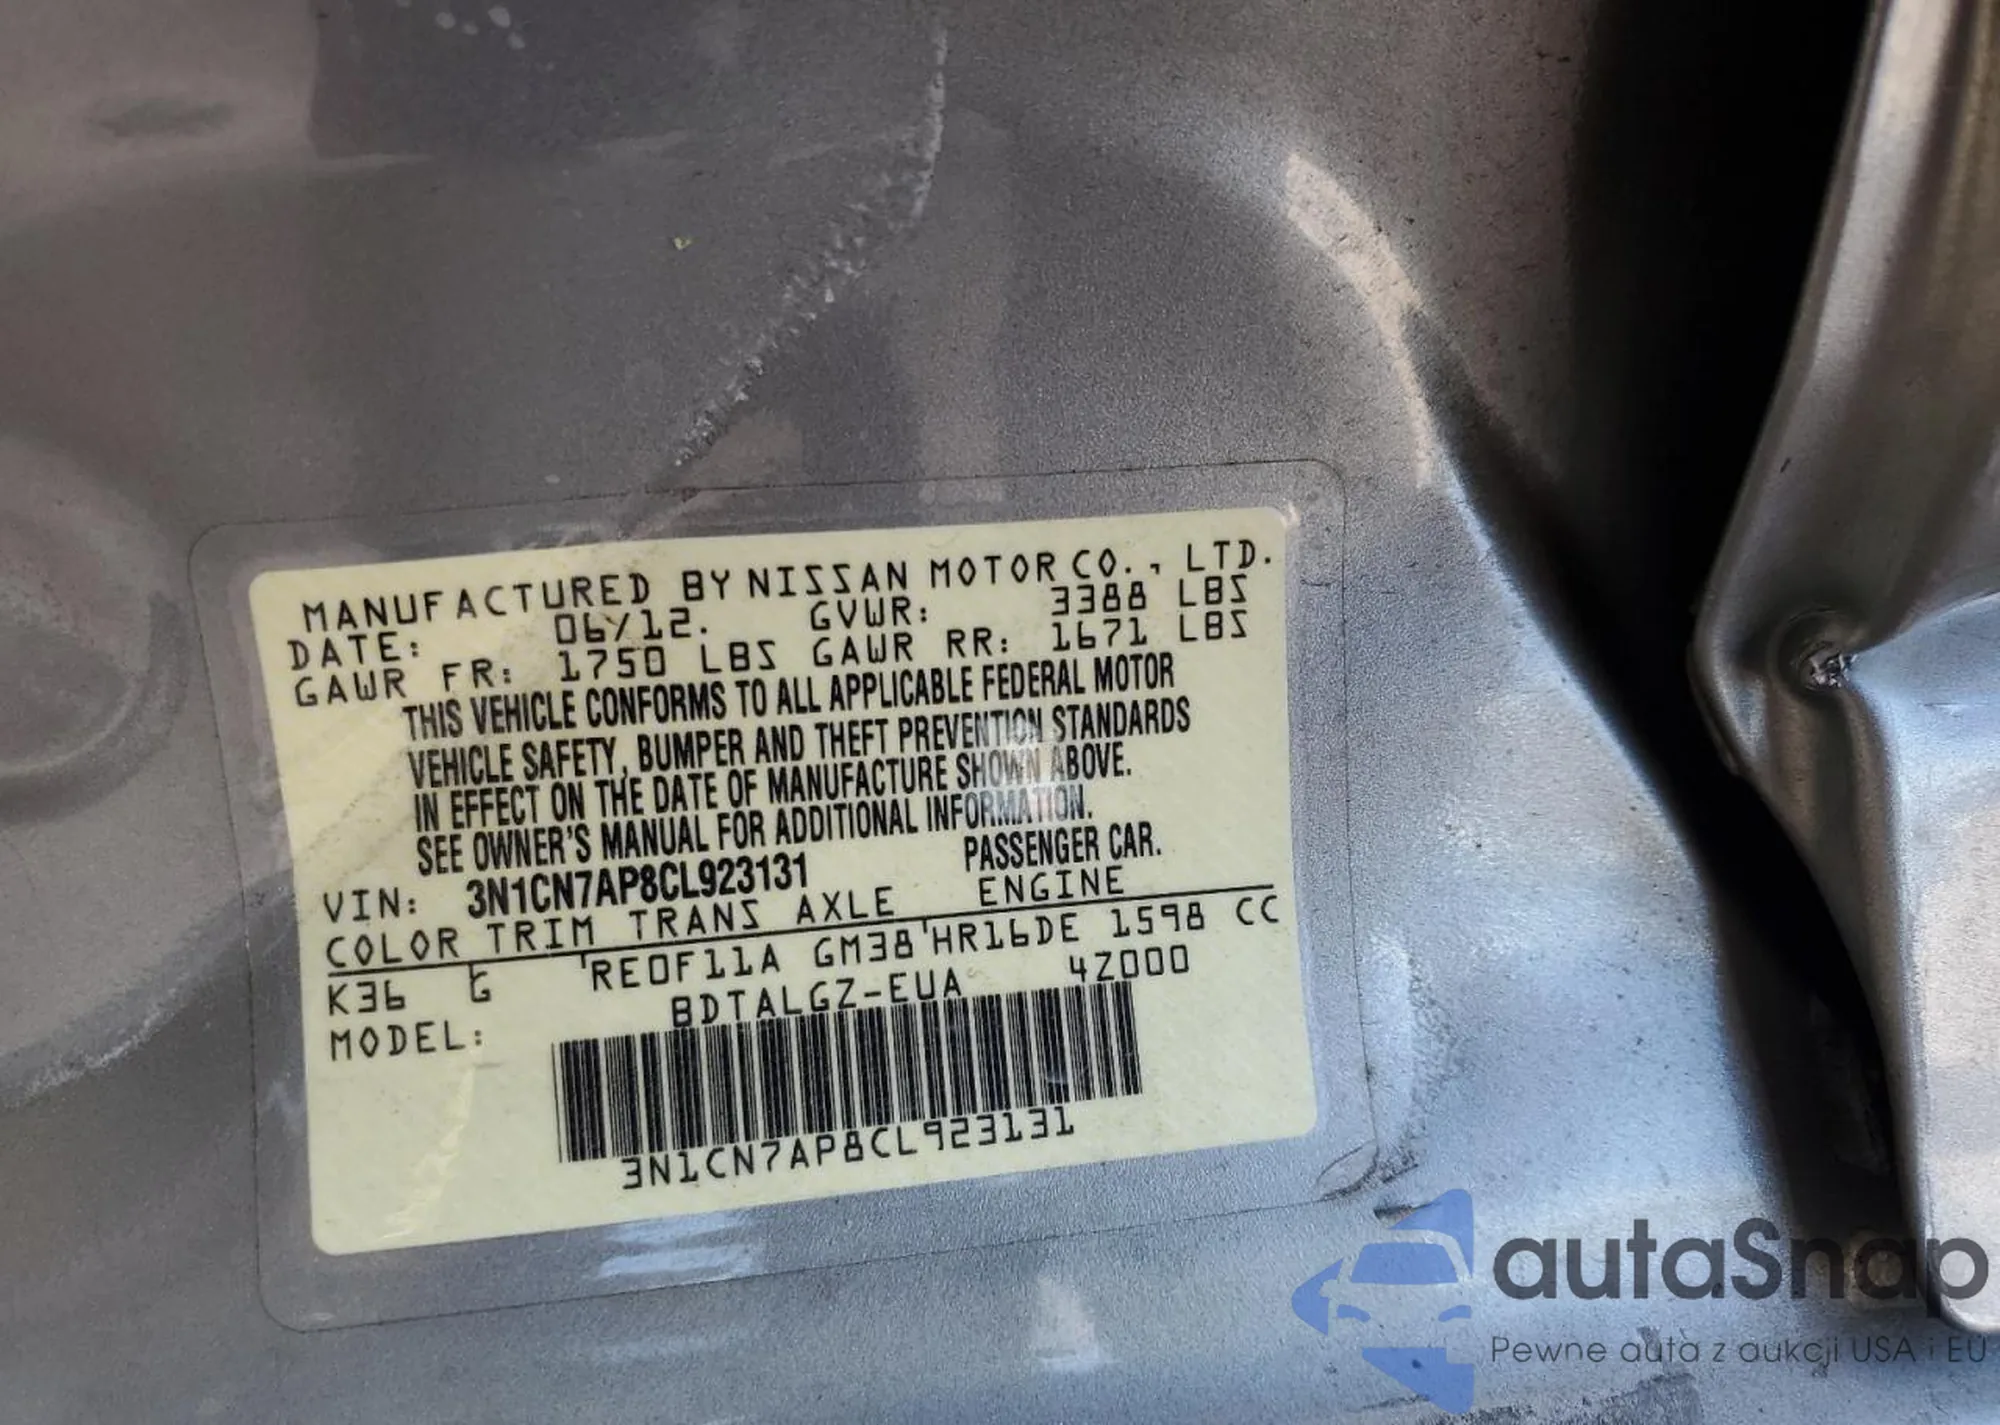 MANUFACTURED BY NISSAN MOTOR CO., LTD.
DATE: 06/12. GVWR: 3388 LBS
GAWR FR: 1750 LBS GAWR RR: 1671 LBS
THIS VEHICLE CONFORMS TO ALL APPLICABLE FEDERAL MOTOR
VEHICLE SAFETY, BUMPER AND THEFT PREVENTION STANDARDS
IN EFFECT ON THE DATE OF MANUFACTURE SHOWN ABOVE.
SEE OWNER'S MANUAL FOR ADDITIONAL INFORMATION.
VIN: 3N1CN7AP8CL923131 PASSENGER CAR.
COLOR TRIM TRANS AXLE ENGINE
K36 G RE0F11A GM38 HR16DE 1598 CC
MODEL: BDTALGZ-EUA 4Z000
3N1CN7AP8CL923131
autaSnap
Pewne auta z aukcji USA i EU